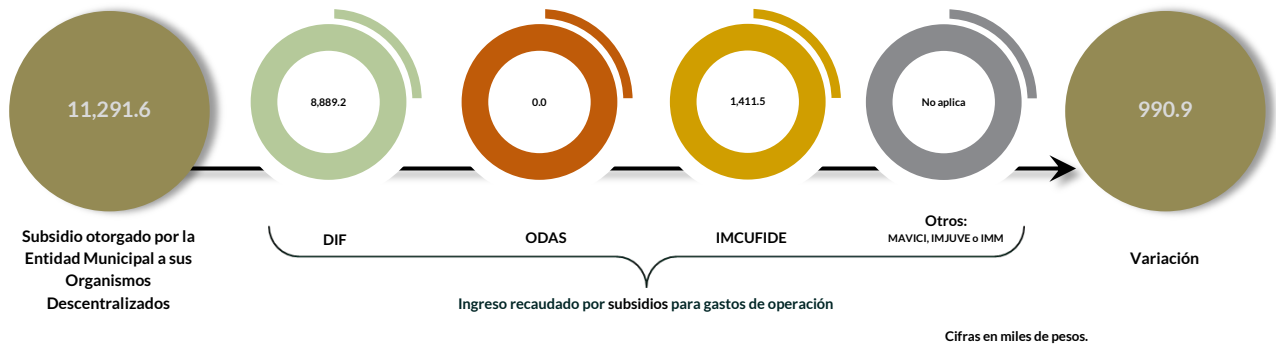 11,291.6
8,889.2
0.0
1,411.5
No aplica
990.9
Subsidio otorgado por la
Entidad Municipal a sus
Organismos
Descentralizados
DIF
ODAS
IMCUFIDE
Otros:
MAVICI, IMJUVE o IMM
Variación
Ingreso recaudado por subsidios para gastos de operación
Cifras en miles de pesos.